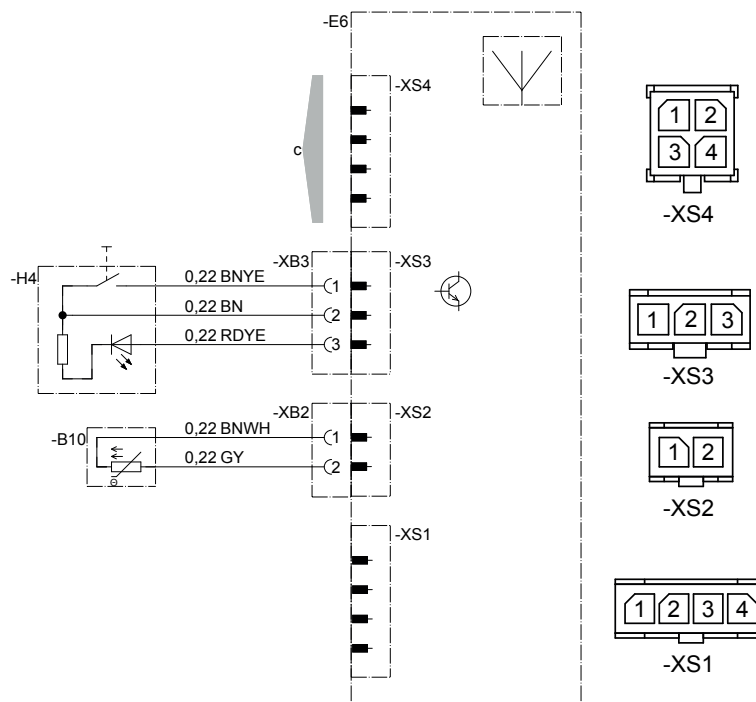 -E6
-XS4
c
1 2
3 4
-XS4
-H4
0,22 BNYE
-XB3
-XS3
1
0,22 BN
2
0,22 RDYE
3
1 2 3
-XS3
-B10
0,22 BNWH
-XB2
-XS2
1
0,22 GY
2
Θ
1 2
-XS2
-XS1
1 2 3 4
-XS1